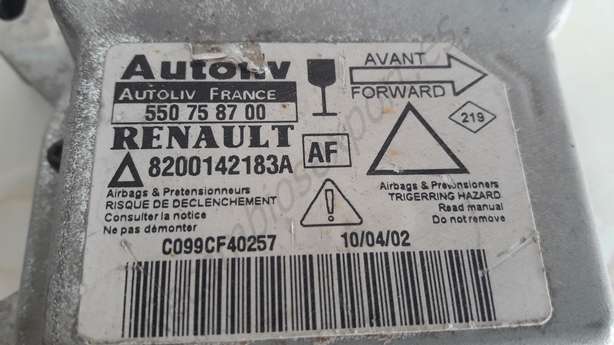 Autoliv
AUTOLIV FRANCE
550 75 87 00
RENAULT
8200142183A
AF
AVANT
FORWARD
219
Airbags & Pretensionneurs
RISQUE DE DECLENCHEMENT
Consulter la notice
Ne pas démonter
Airbags & Pretensioners
TRIGERRING HAZARD
Read manual
Do not remove
C099CF40257
10/04/02